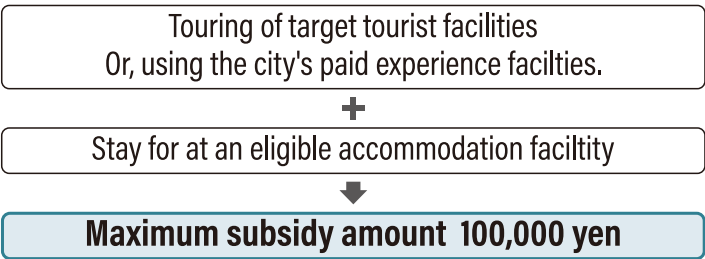 Touring of target tourist facilities
Or, using the city's paid experience facilties.
+
Stay for at an eligible accommodation faciltity
Maximum subsidy amount 100,000 yen